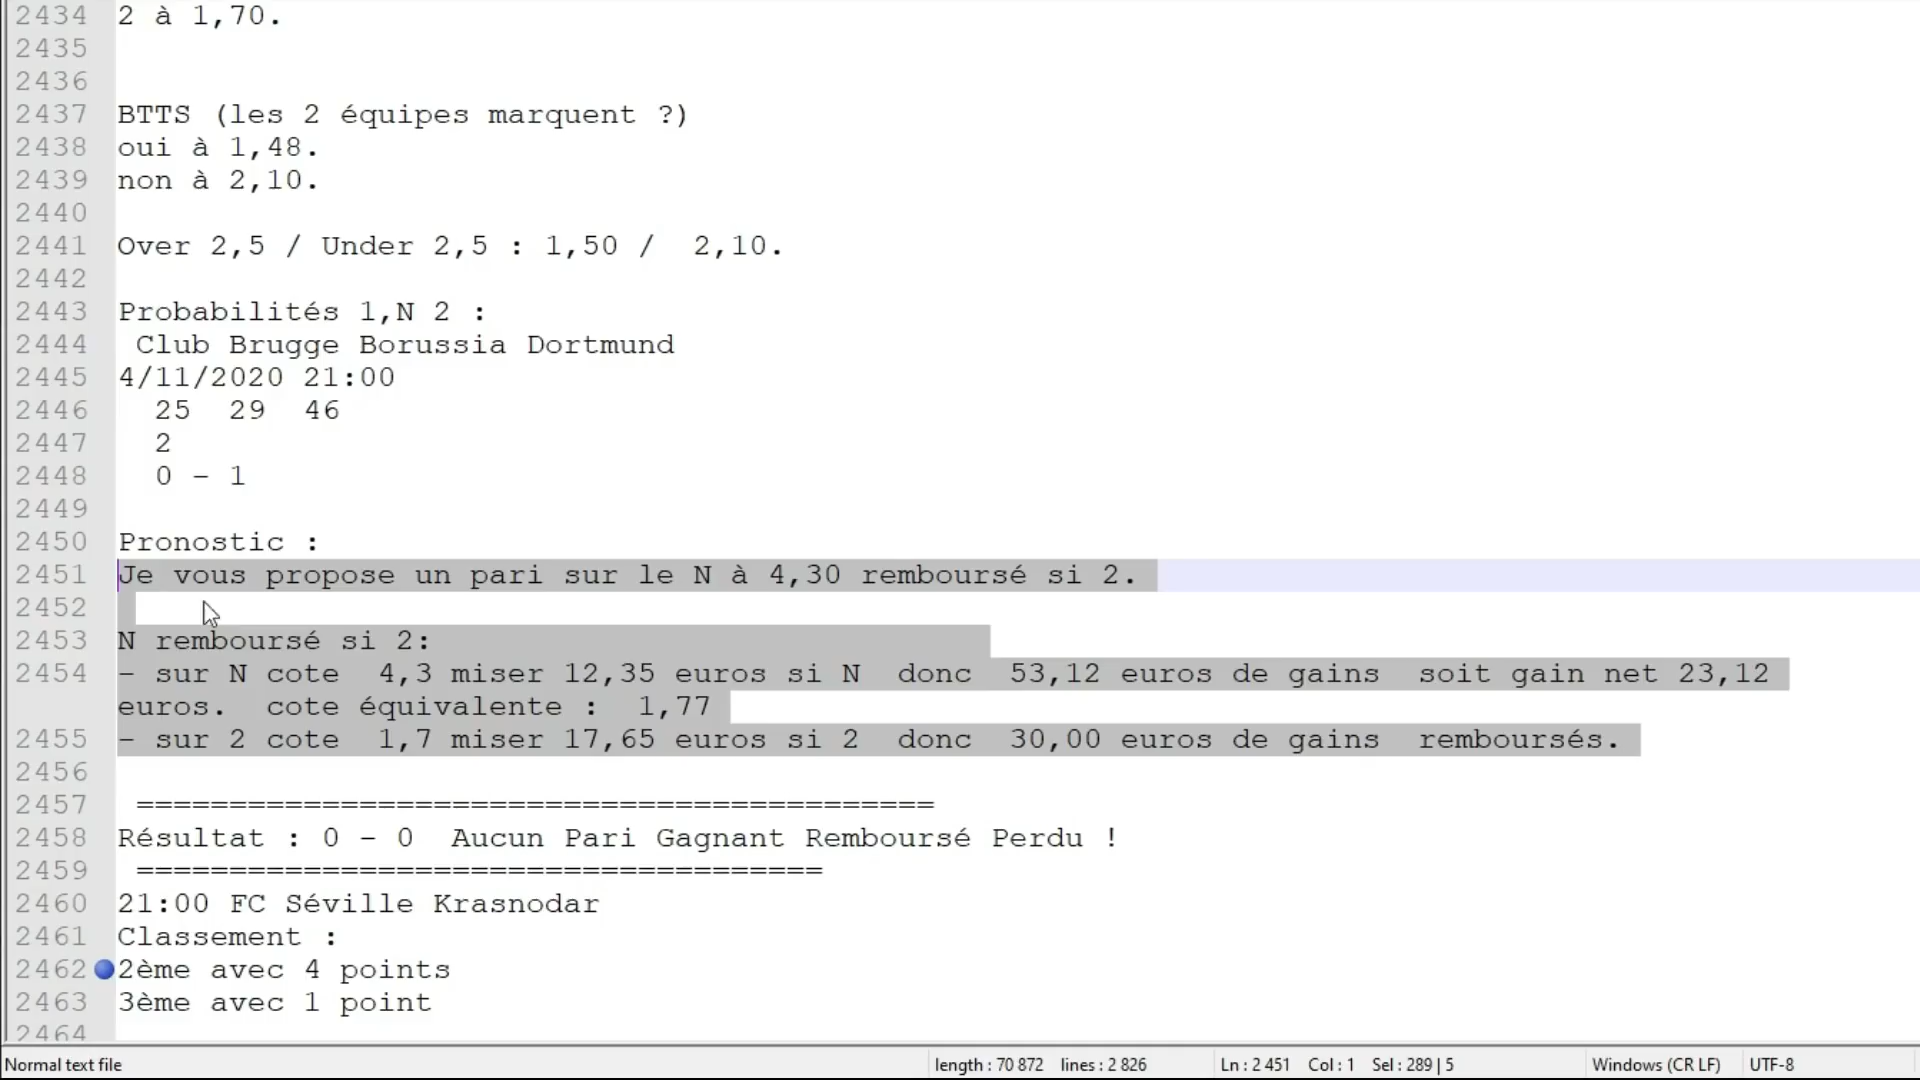 2434 2 à 1,70.
2435
2436
2437 BTTS (les 2 équipes marquent ?)
2438 oui à 1,48.
2439 non à 2,10.
2440
2441 Over 2,5 / Under 2,5 : 1,50 /  2,10.
2442
2443 Probabilités 1,N 2 :
2444  Club Brugge Borussia Dortmund
2445 4/11/2020 21:00
2446   25  29  46
2447   2
2448   0 – 1
2449
2450 Pronostic :
2451 Je vous propose un pari sur le N à 4,30 remboursé si 2.
2452
2453 N remboursé si 2:
2454 – sur N cote  4,3 miser 12,35 euros si N  donc  53,12 euros de gains  soit gain net 23,12
euros.  cote équivalente :  1,77
2455 – sur 2 cote  1,7 miser 17,65 euros si 2  donc  30,00 euros de gains  remboursés.
2456
2457  ===========================================
2458 Résultat : 0 – 0  Aucun Pari Gagnant Remboursé Perdu !
2459  =====================================
2460 21:00 FC Séville Krasnodar
2461 Classement :
2462 2ème avec 4 points
2463 3ème avec 1 point
2464
Normal text file length : 70 872 lines : 2 826 Ln : 2 451 Col : 1 Sel : 289 | 5 Windows (CR LF) UTF-8